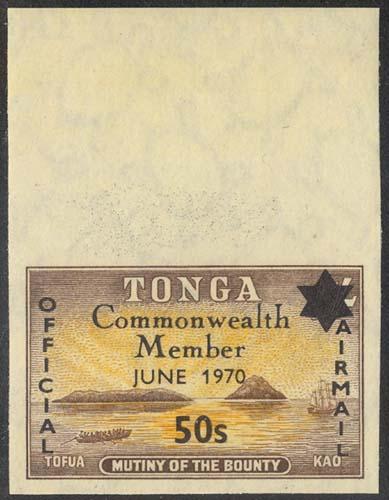 TONGA
Commonwealth
Member
JUNE 1970
OFFICIAL
AIRMAIL
50s
TOFUA
KAO
MUTINY OF THE BOUNTY